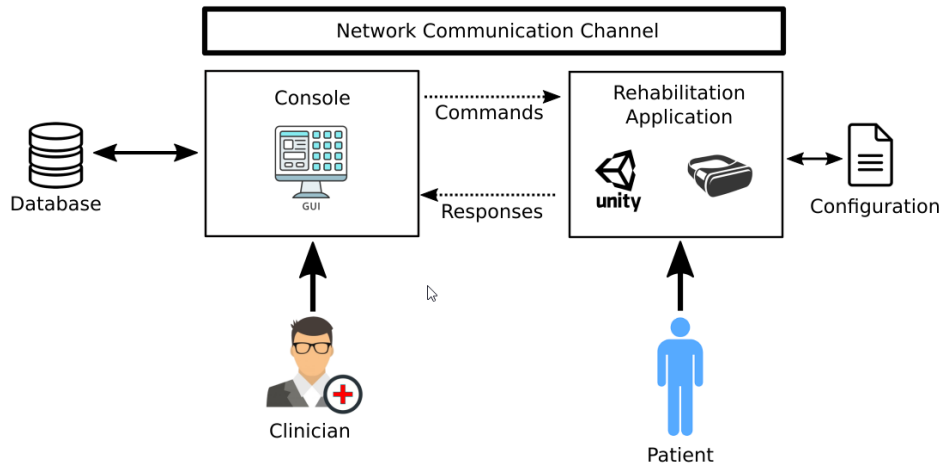 Network Communication Channel
Console
GUI
Commands
Responses
Rehabilitation
Application
unity
Database
Configuration
Clinician
Patient